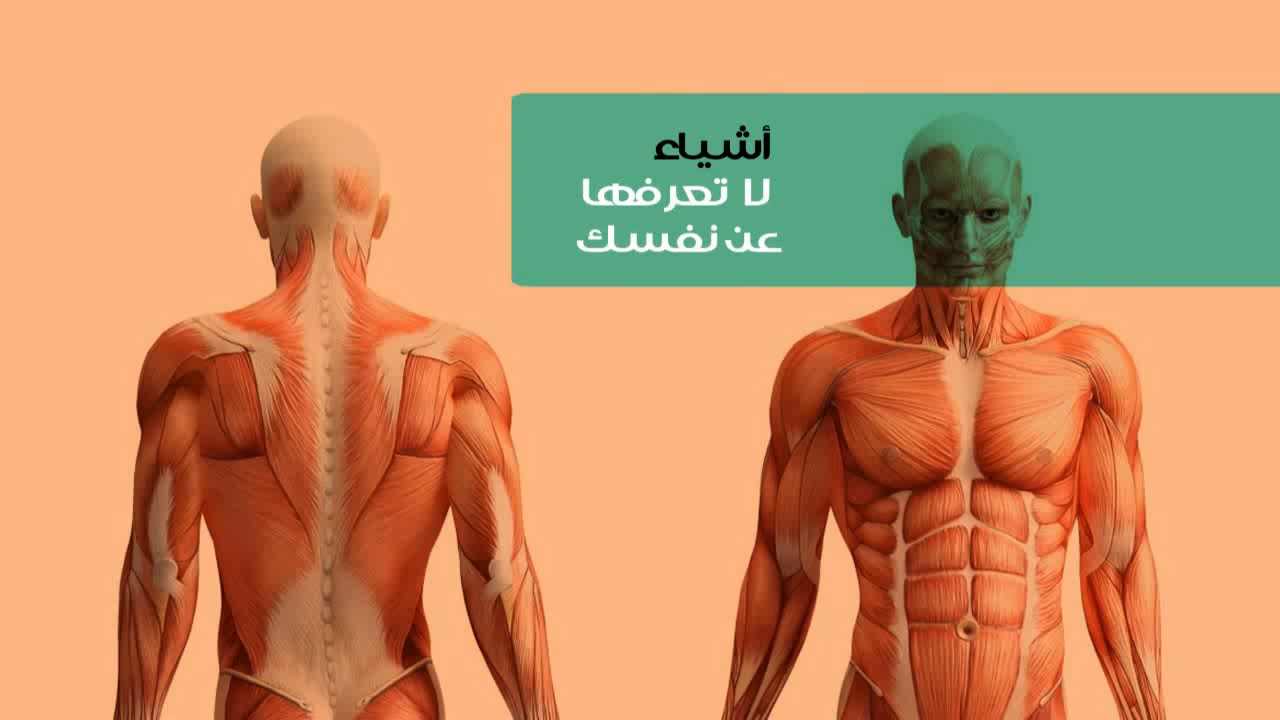 أشياء
لا تعرفها
عن نفسك